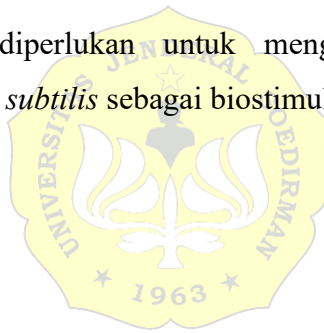 diperlukan untuk meng
subtilis sebagai biostimul
UNIVERSITAS JENDERAL SOEDIRMAN
1963